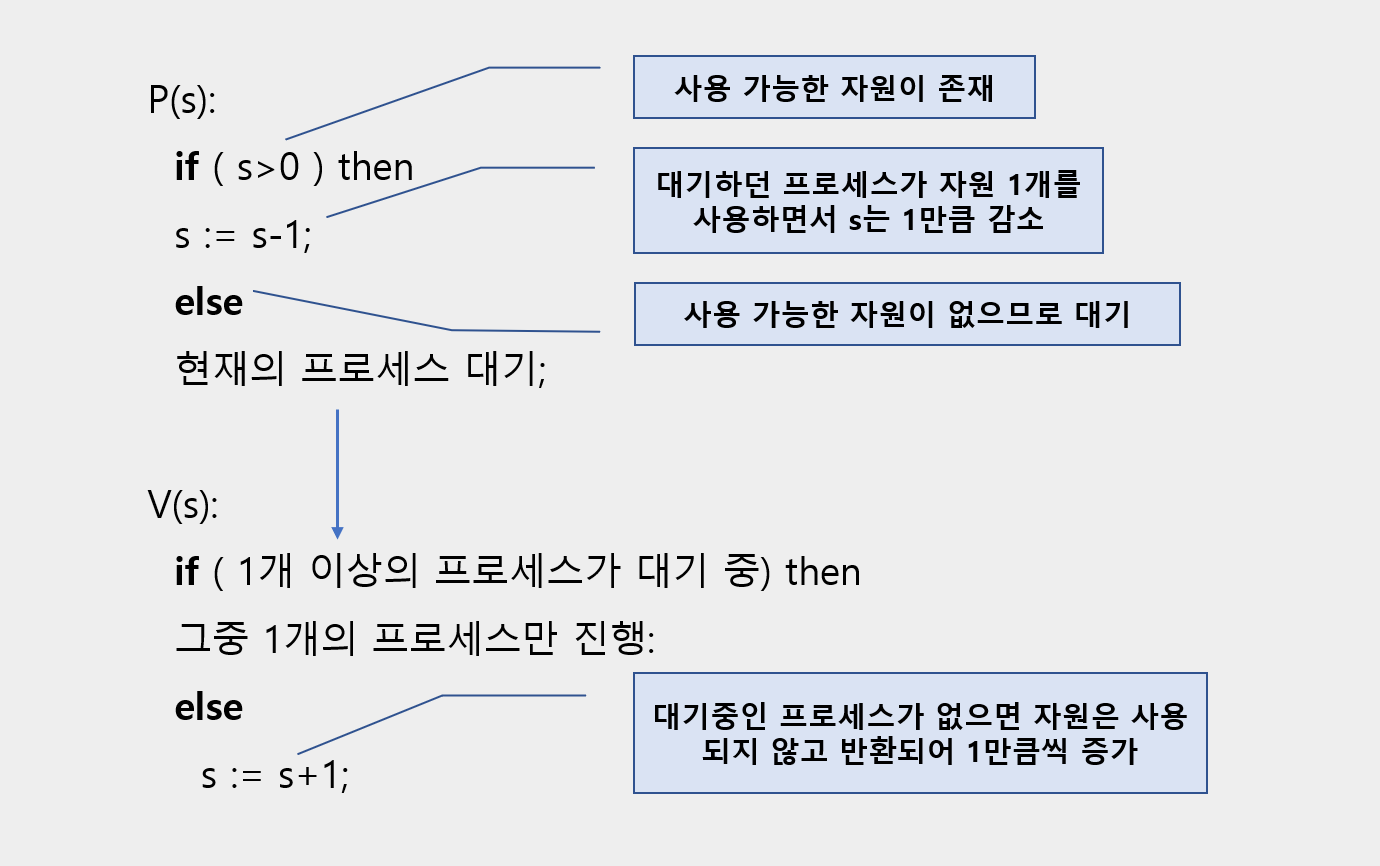 P(s):
사용 가능한 자원이 존재
if ( s>0 ) then
대기하던 프로세스가 자원 1개를
사용하면서 s는 1만큼 감소
s := s-1;
else
사용 가능한 자원이 없으므로 대기
현재의 프로세스 대기;
V(s):
if ( 1개 이상의 프로세스가 대기 중) then
그중 1개의 프로세스만 진행:
else
대기중인 프로세스가 없으면 자원은 사용
되지 않고 반환되어 1만큼씩 증가
s := s+1;